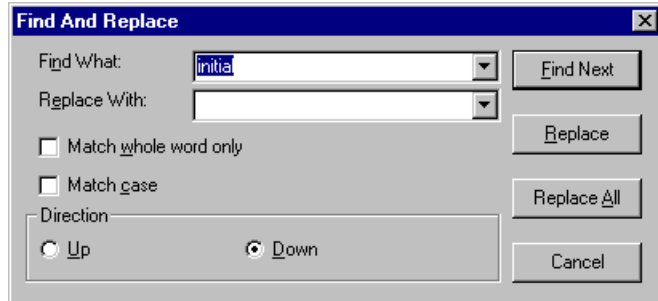 Find And Replace
Find What: initial
Replace With:
Match whole word only
Match case
Direction
Up Down
Find Next
Replace
Replace All
Cancel